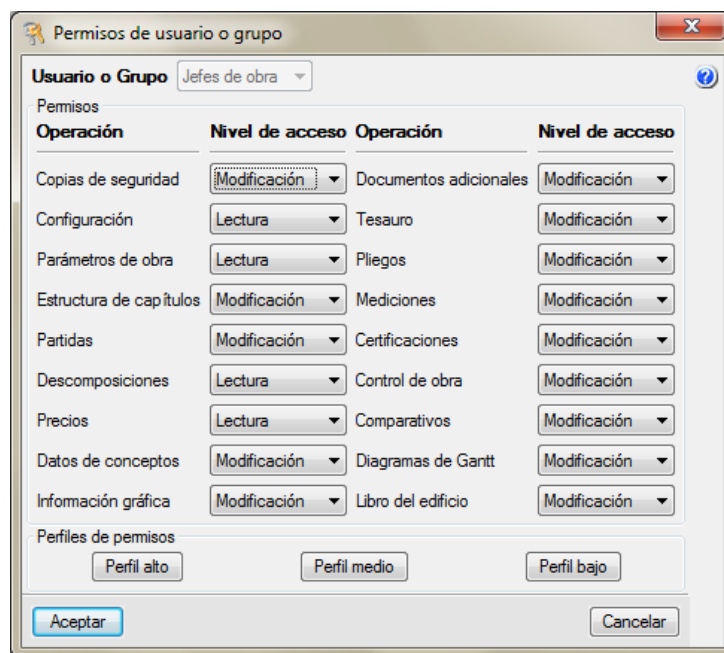 Permisos de usuario o grupo
Usuario o Grupo Jefes de obra
Permisos
Operación Nivel de acceso Operación Nivel de acceso
Copias de seguridad Modificación Documentos adicionales Modificación
Configuración Lectura Tesauro Modificación
Parámetros de obra Lectura Pliegos Modificación
Estructura de capítulos Modificación Mediciones Modificación
Partidas Modificación Certificaciones Modificación
Descomposiciones Lectura Control de obra Modificación
Precios Lectura Comparativos Modificación
Datos de conceptos Modificación Diagramas de Gantt Modificación
Información gráfica Modificación Libro del edificio Modificación
Perfiles de permisos
Perfil alto Perfil medio Perfil bajo
Aceptar Cancelar